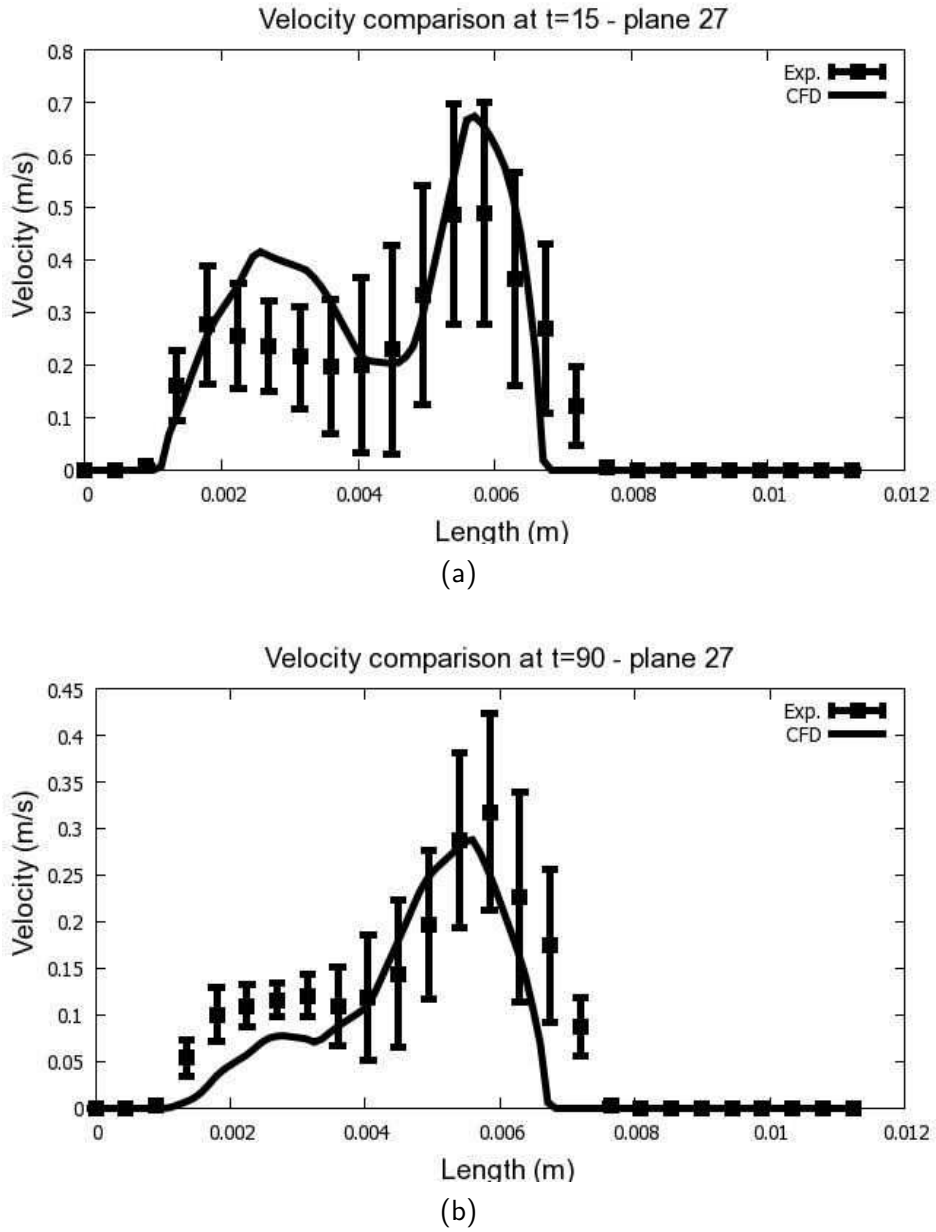 Velocity comparison at t=15 - plane 27
0.8
0.7
0.6
0.5
0.4
0.3
0.2
0.1
0
Velocity (m/s)
Exp.
CFD
0 0.002 0.004 0.006 0.008 0.01 0.012
Length (m)
(a)
Velocity comparison at t=90 - plane 27
0.45
0.4
0.35
0.3
0.25
0.2
0.15
0.1
0.05
0
Velocity (m/s)
Exp.
CFD
0 0.002 0.004 0.006 0.008 0.01 0.012
Length (m)
(b)